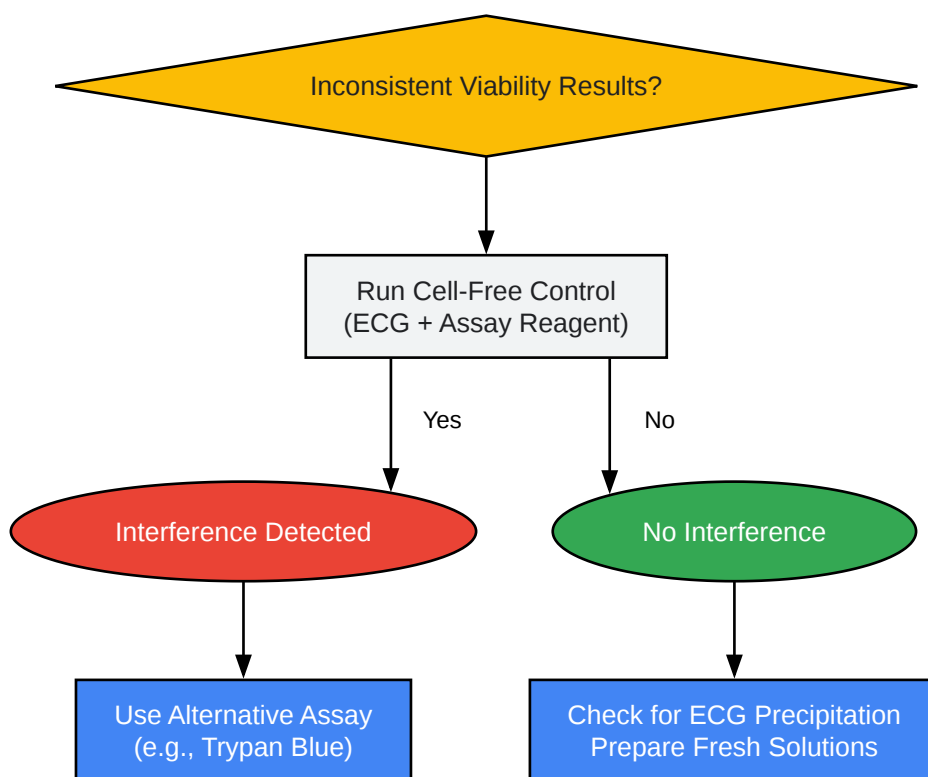 Inconsistent Viability Results?
Run Cell-Free Control
(ECG + Assay Reagent)
Yes
No
Interference Detected
No Interference
Use Alternative Assay
(e.g., Trypan Blue)
Check for ECG Precipitation
Prepare Fresh Solutions